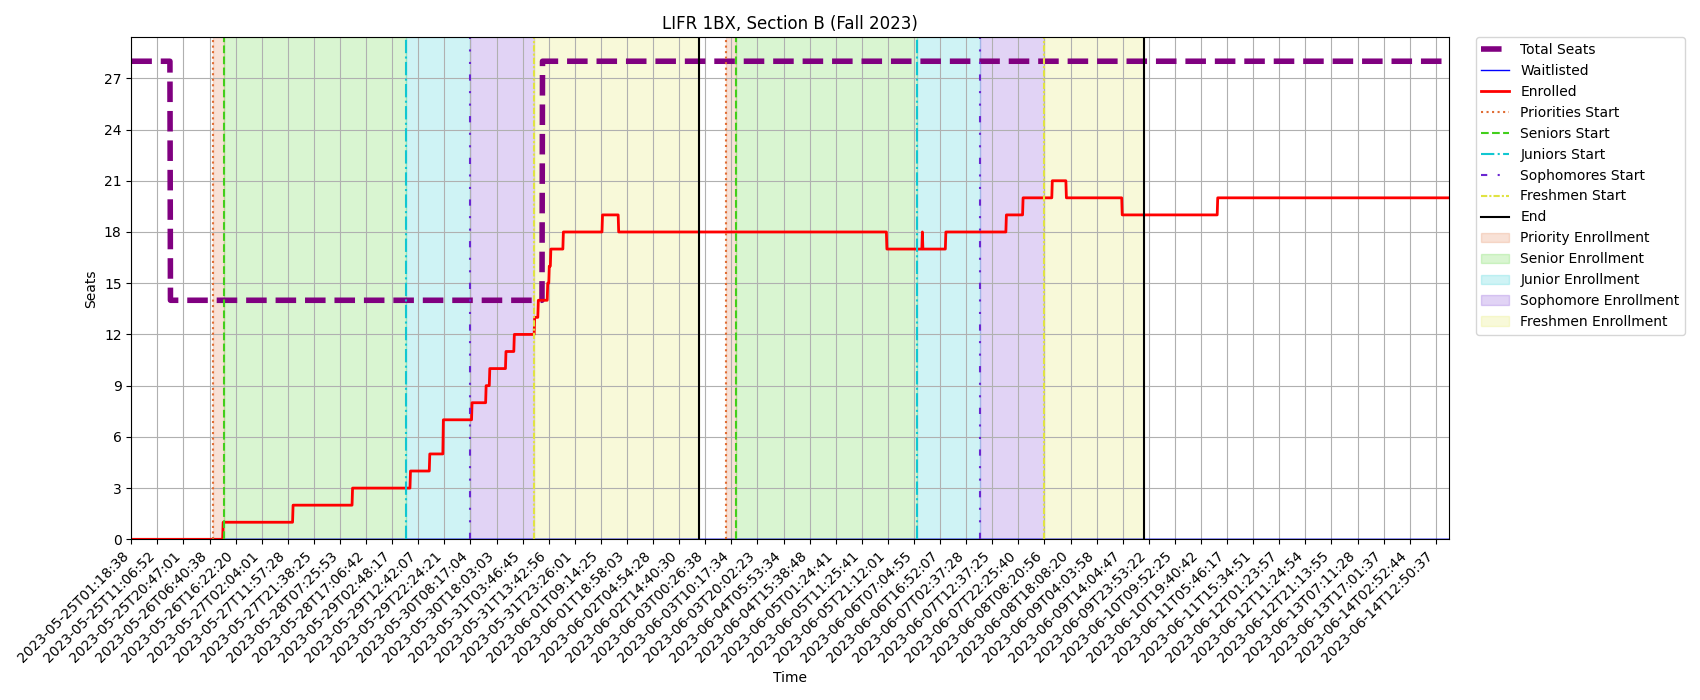 LIFR 1BX, Section B (Fall 2023)
Seats
27
24
21
18
15
12
9
6
3
0
2023-05-25T01:18:38
2023-05-25T11:06:52
2023-05-25T20:47:01
2023-05-26T06:40:38
2023-05-26T16:22:20
2023-05-27T02:04:01
2023-05-27T11:57:28
2023-05-27T21:38:25
2023-05-28T07:25:53
2023-05-28T17:06:42
2023-05-29T02:48:17
2023-05-29T12:42:07
2023-05-29T22:24:21
2023-05-30T08:17:04
2023-05-30T18:03:03
2023-05-31T03:46:45
2023-05-31T13:42:56
2023-05-31T23:26:01
2023-06-01T09:14:25
2023-06-01T18:58:03
2023-06-02T04:54:28
2023-06-02T14:40:30
2023-06-03T00:26:38
2023-06-03T10:17:34
2023-06-03T20:02:23
2023-06-04T05:53:34
2023-06-04T15:38:48
2023-06-05T01:24:41
2023-06-05T11:25:41
2023-06-05T21:12:01
2023-06-06T07:04:55
2023-06-06T16:52:07
2023-06-07T02:37:28
2023-06-07T12:37:25
2023-06-07T22:25:40
2023-06-08T08:20:56
2023-06-08T18:08:20
2023-06-09T04:03:58
2023-06-09T14:04:47
2023-06-09T23:53:22
2023-06-10T09:52:25
2023-06-10T19:40:42
2023-06-11T05:46:17
2023-06-11T15:34:51
2023-06-12T01:23:57
2023-06-12T11:24:54
2023-06-12T21:13:55
2023-06-13T07:11:28
2023-06-13T17:01:37
2023-06-14T02:52:44
2023-06-14T12:50:37
Time
Total Seats
Waitlisted
Enrolled
Priorities Start
Seniors Start
Juniors Start
Sophomores Start
Freshmen Start
End
Priority Enrollment
Senior Enrollment
Junior Enrollment
Sophomore Enrollment
Freshmen Enrollment